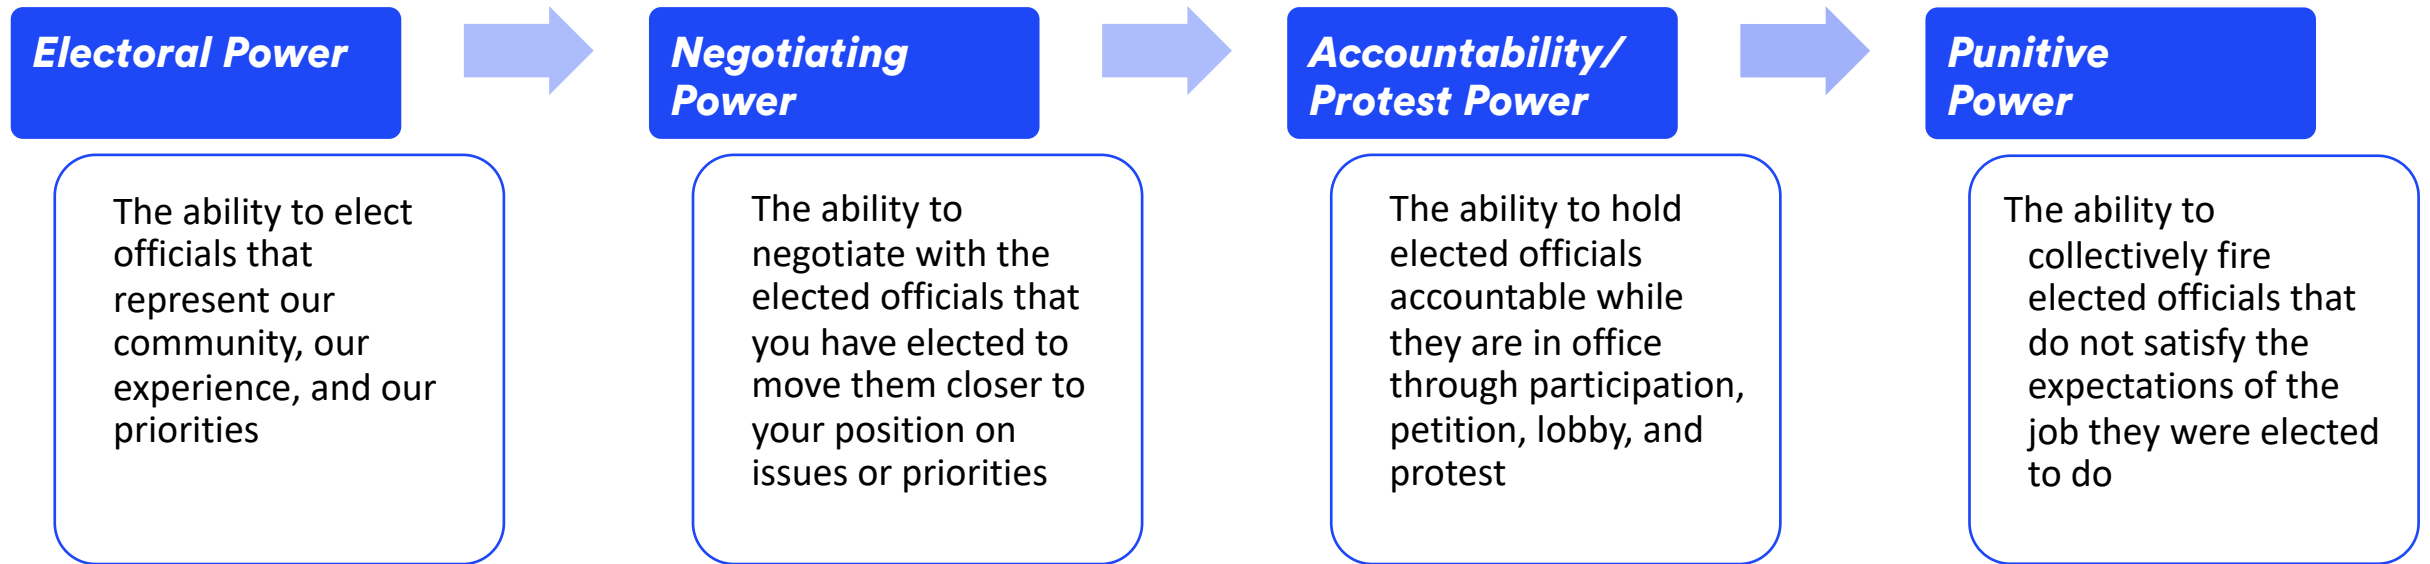 Electoral Power
The ability to elect
officials that
represent our
community, our
experience, and our
priorities
Negotiating
Power
The ability to
negotiate with the
elected officials that
you have elected to
move them closer to
your position on
issues or priorities
Accountability/
Protest Power
The ability to hold
elected officials
accountable while
they are in office
through participation,
petition, lobby, and
protest
Punitive
Power
The ability to
collectively fire
elected officials that
do not satisfy the
expectations of the
job they were elected
to do